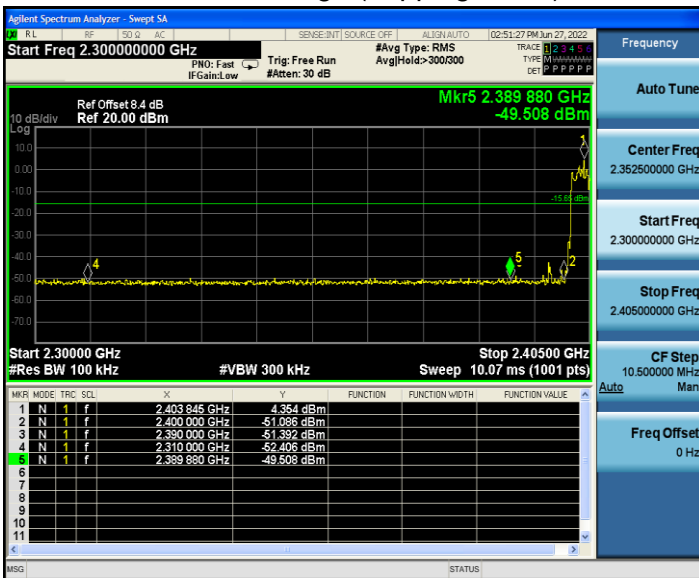 Agilent Spectrum Analyzer - Swept SA
RL RF 50 Ω AC SENSE:INT SOURCE OFF ALIGN AUTO 02:51:27 PM Jun 27, 2022
Start Freq 2.300000000 GHz
PNO: Fast
IFGain:Low
Trig: Free Run
#Atten: 30 dB
#Avg Type: RMS
Avg|Hold:>300/300
TRACE 1 2 3 4 5 6
TYPE M
DET P P P P P P
Ref Offset 8.4 dB
10 dB/div Ref 20.00 dBm
Log
Mkr5 2.389 880 GHz
-49.508 dBm
10.0
0.00
-10.0
-20.0
-30.0
-40.0
-50.0
-60.0
-70.0
1
-15.65 dBm
4
5
2
Start 2.30000 GHz Stop 2.40500 GHz
#Res BW 100 kHz #VBW 300 kHz Sweep 10.07 ms (1001 pts)
MKR MODE TRC SCL X Y FUNCTION FUNCTION WIDTH FUNCTION VALUE
1 N 1 f 2.403 845 GHz 4.354 dBm
2 N 1 f 2.400 000 GHz -51.086 dBm
3 N 1 f 2.390 000 GHz -51.392 dBm
4 N 1 f 2.310 000 GHz -52.406 dBm
5 N 1 f 2.389 880 GHz -49.508 dBm
6
7
8
9
10
11
MSG STATUS
Frequency
Auto Tune
Center Freq
2.352500000 GHz
Start Freq
2.300000000 GHz
Stop Freq
2.405000000 GHz
CF Step
10.500000 MHz
Auto Man
Freq Offset
0 Hz